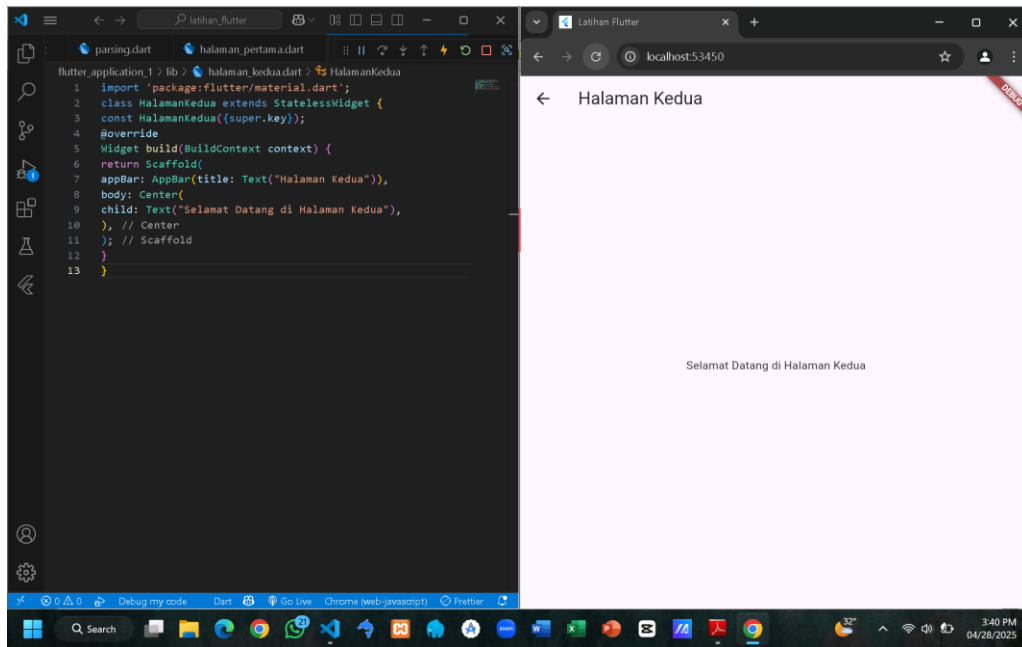 latihan_flutter
parsing.dart
halaman_pertama.dart
flutter_application_1 > lib > halaman_kedua.dart > HalamanKedua
1 import 'package:flutter/material.dart';
2 class HalamanKedua extends StatelessWidget {
3 const HalamanKedua({super.key});
4 @override
5 Widget build(BuildContext context) {
6 return Scaffold(
7 appBar: AppBar(title: Text("Halaman Kedua")),
8 body: Center(
9 child: Text("Selamat Datang di Halaman Kedua"),
10 ), // Center
11 ); // Scaffold
12 }
13 }
1
0 0 Debug my code Dart Go Live Chrome (web-javascript) Prettier
Latihan Flutter
localhost:53450
Halaman Kedua
DEBUG
Selamat Datang di Halaman Kedua
Search
21
zoom
32°
3:40 PM
04/28/2025